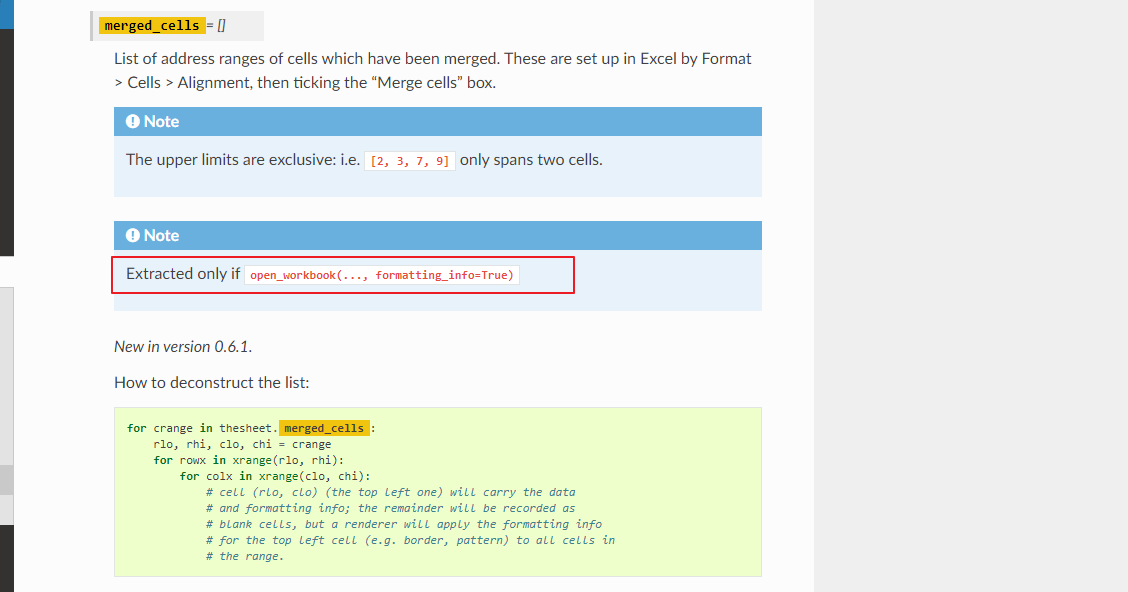 merged_cells = []
List of address ranges of cells which have been merged. These are set up in Excel by Format
> Cells > Alignment, then ticking the “Merge cells” box.
Note
The upper limits are exclusive: i.e. [2, 3, 7, 9] only spans two cells.
Note
Extracted only if open_workbook(..., formatting_info=True)
New in version 0.6.1.
How to deconstruct the list:
for crange in thesheet.merged_cells:
    rlo, rhi, clo, chi = crange
    for rowx in xrange(rlo, rhi):
        for colx in xrange(clo, chi):
            # cell (rlo, clo) (the top left one) will carry the data
            # and formatting info; the remainder will be recorded as
            # blank cells, but a renderer will apply the formatting info
            # for the top left cell (e.g. border, pattern) to all cells in
            # the range.